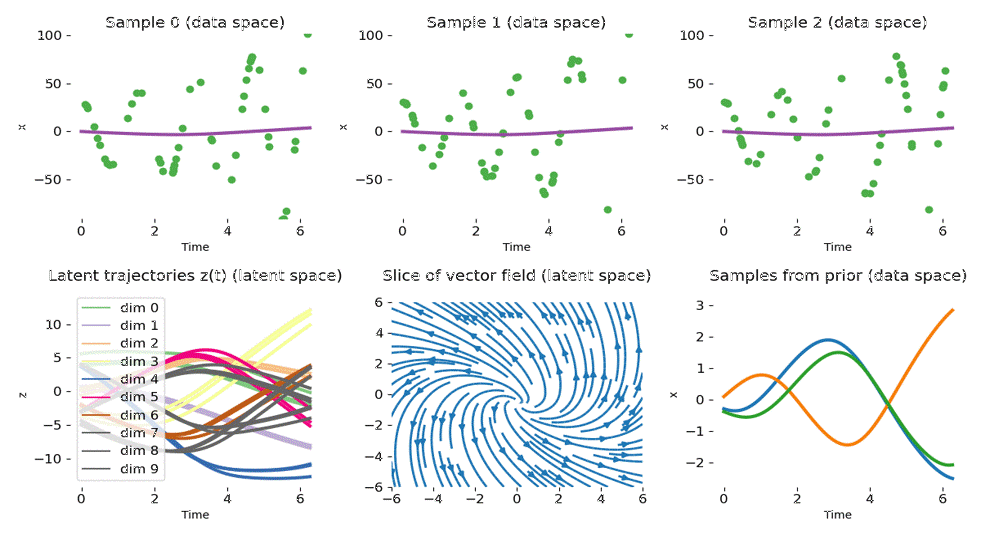 Sample 0 (data space)
Sample 1 (data space)
Sample 2 (data space)
100
50
0
−50
x
0 2 4 6
Time
100
50
0
−50
x
0 2 4 6
Time
100
50
0
−50
x
0 2 4 6
Time
Latent trajectories z(t) (latent space)
Slice of vector field (latent space)
Samples from prior (data space)
10
5
0
−5
−10
z
dim 0
dim 1
dim 2
dim 3
dim 4
dim 5
dim 6
dim 7
dim 8
dim 9
0 2 4 6
Time
6
4
2
0
−2
−4
−6
−6 −4 −2 0 2 4 6
3
2
1
0
−1
−2
x
0 2 4 6
Time